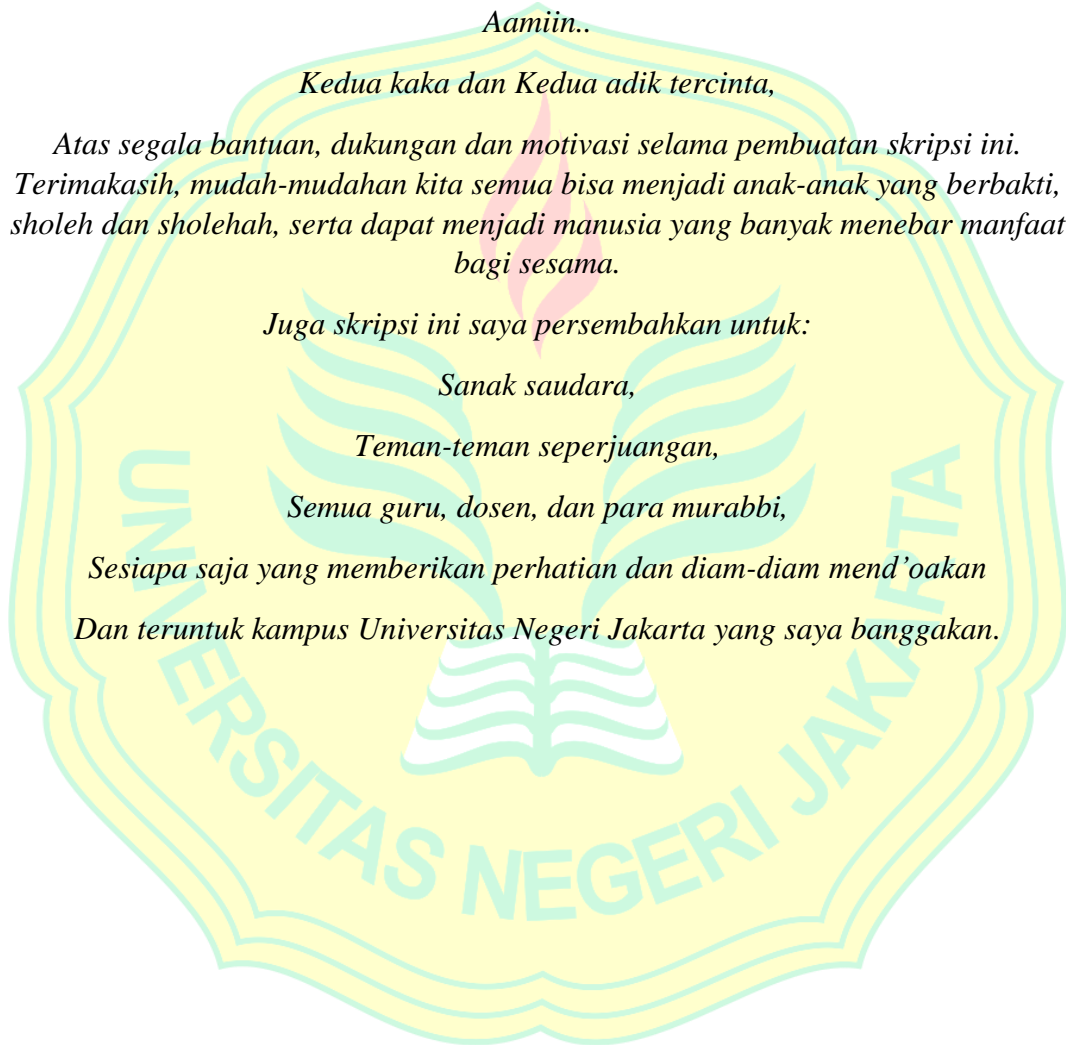 Aamiin..
Kedua kaka dan Kedua adik tercinta,
Atas segala bantuan, dukungan dan motivasi selama pembuatan skripsi ini.
Terimakasih, mudah-mudahan kita semua bisa menjadi anak-anak yang berbakti,
sholeh dan sholehah, serta dapat menjadi manusia yang banyak menebar manfaat
bagi sesama.
Juga skripsi ini saya persembahkan untuk:
Sanak saudara,
Teman-teman seperjuangan,
Semua guru, dosen, dan para murabbi,
Sesiapa saja yang memberikan perhatian dan diam-diam mend’oakan
Dan teruntuk kampus Universitas Negeri Jakarta yang saya banggakan.
UNIVERSITAS NEGERI JAKARTA